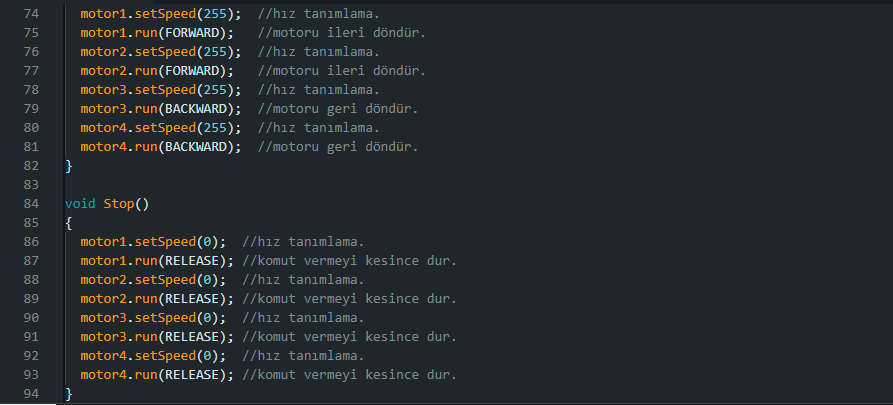 74 motor1.setSpeed(255);  //hız tanımlama.
75 motor1.run(FORWARD);   //motoru ileri döndür.
76 motor2.setSpeed(255);  //hız tanımlama.
77 motor2.run(FORWARD);   //motoru ileri döndür.
78 motor3.setSpeed(255);  //hız tanımlama.
79 motor3.run(BACKWARD);  //motoru geri döndür.
80 motor4.setSpeed(255);  //hız tanımlama.
81 motor4.run(BACKWARD);  //motoru geri döndür.
82 }
83
84 void Stop()
85 {
86 motor1.setSpeed(0);  //hız tanımlama.
87 motor1.run(RELEASE); //komut vermeyi kesince dur.
88 motor2.setSpeed(0);  //hız tanımlama.
89 motor2.run(RELEASE); //komut vermeyi kesince dur.
90 motor3.setSpeed(0);  //hız tanımlama.
91 motor3.run(RELEASE); //komut vermeyi kesince dur.
92 motor4.setSpeed(0);  //hız tanımlama.
93 motor4.run(RELEASE); //komut vermeyi kesince dur.
94 }